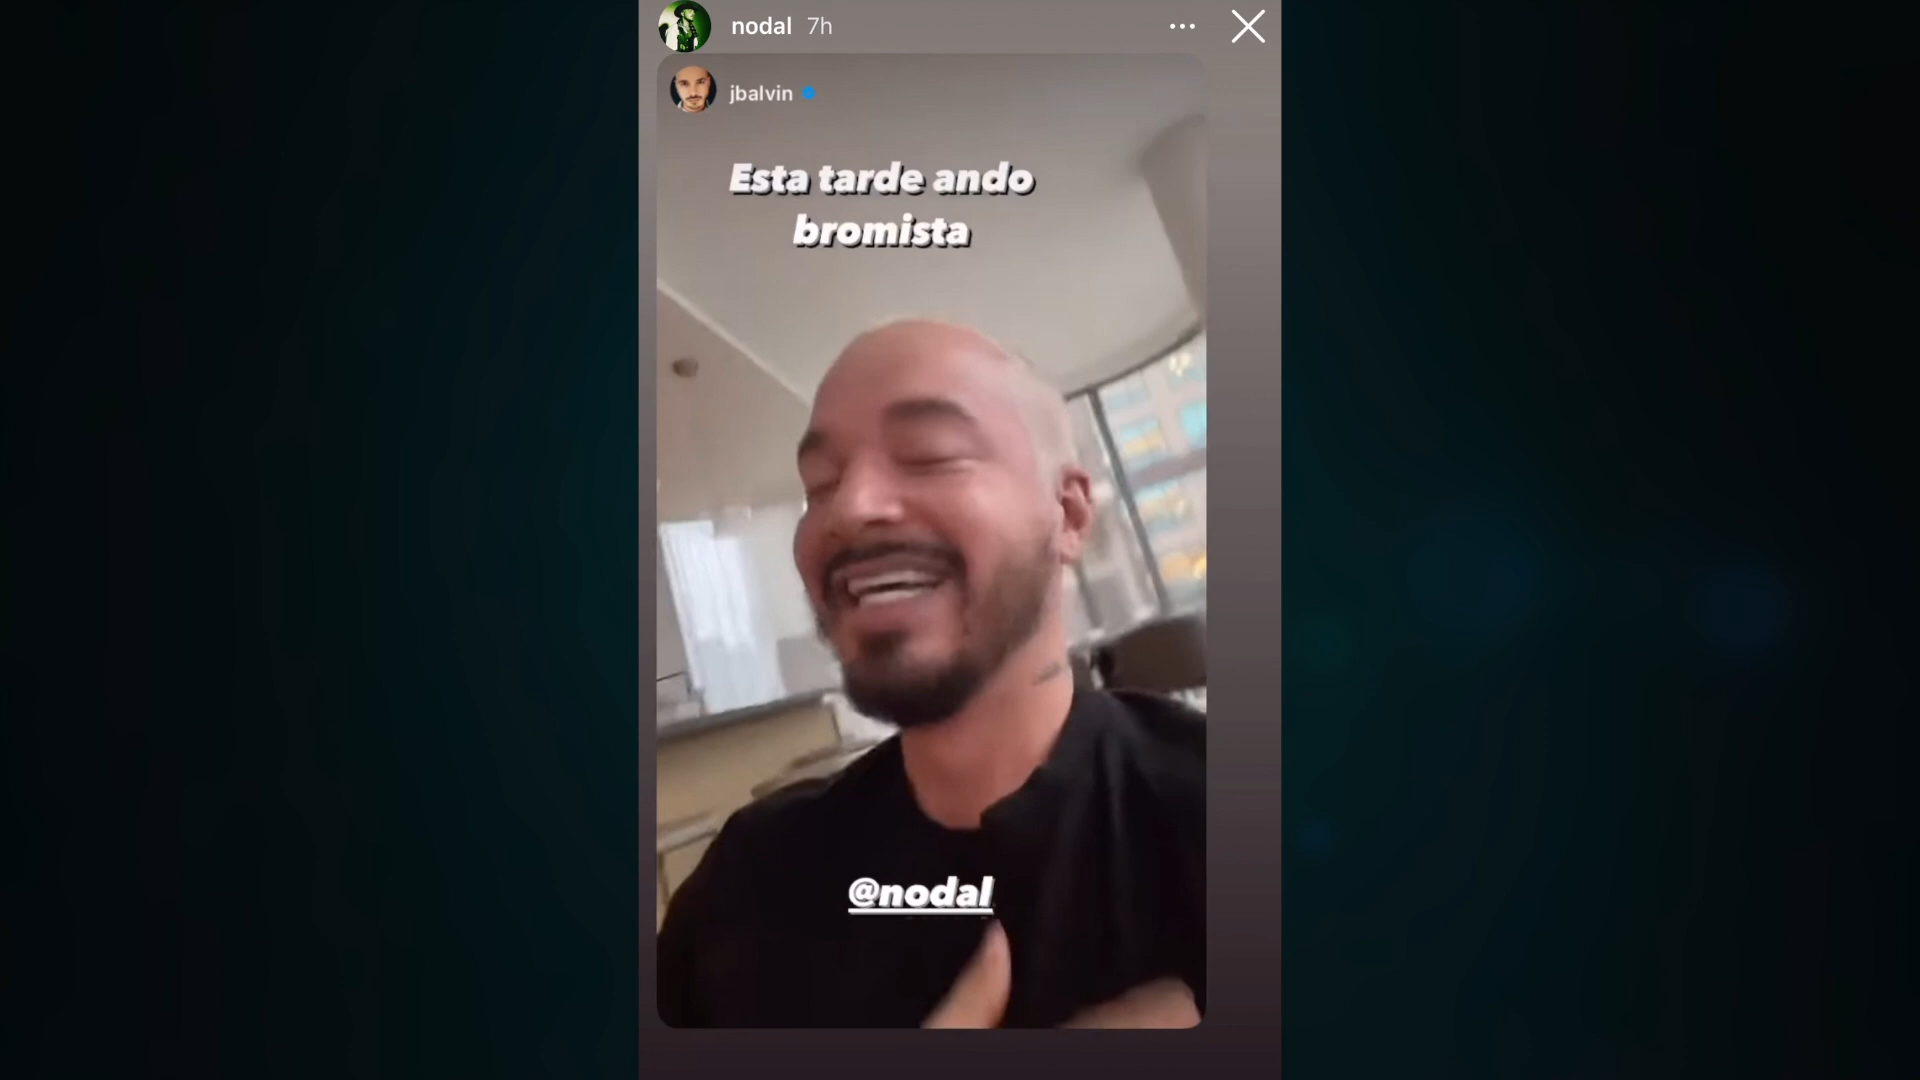 nodal 7h
jbalvin
Esta tarde ando
bromista
@nodal